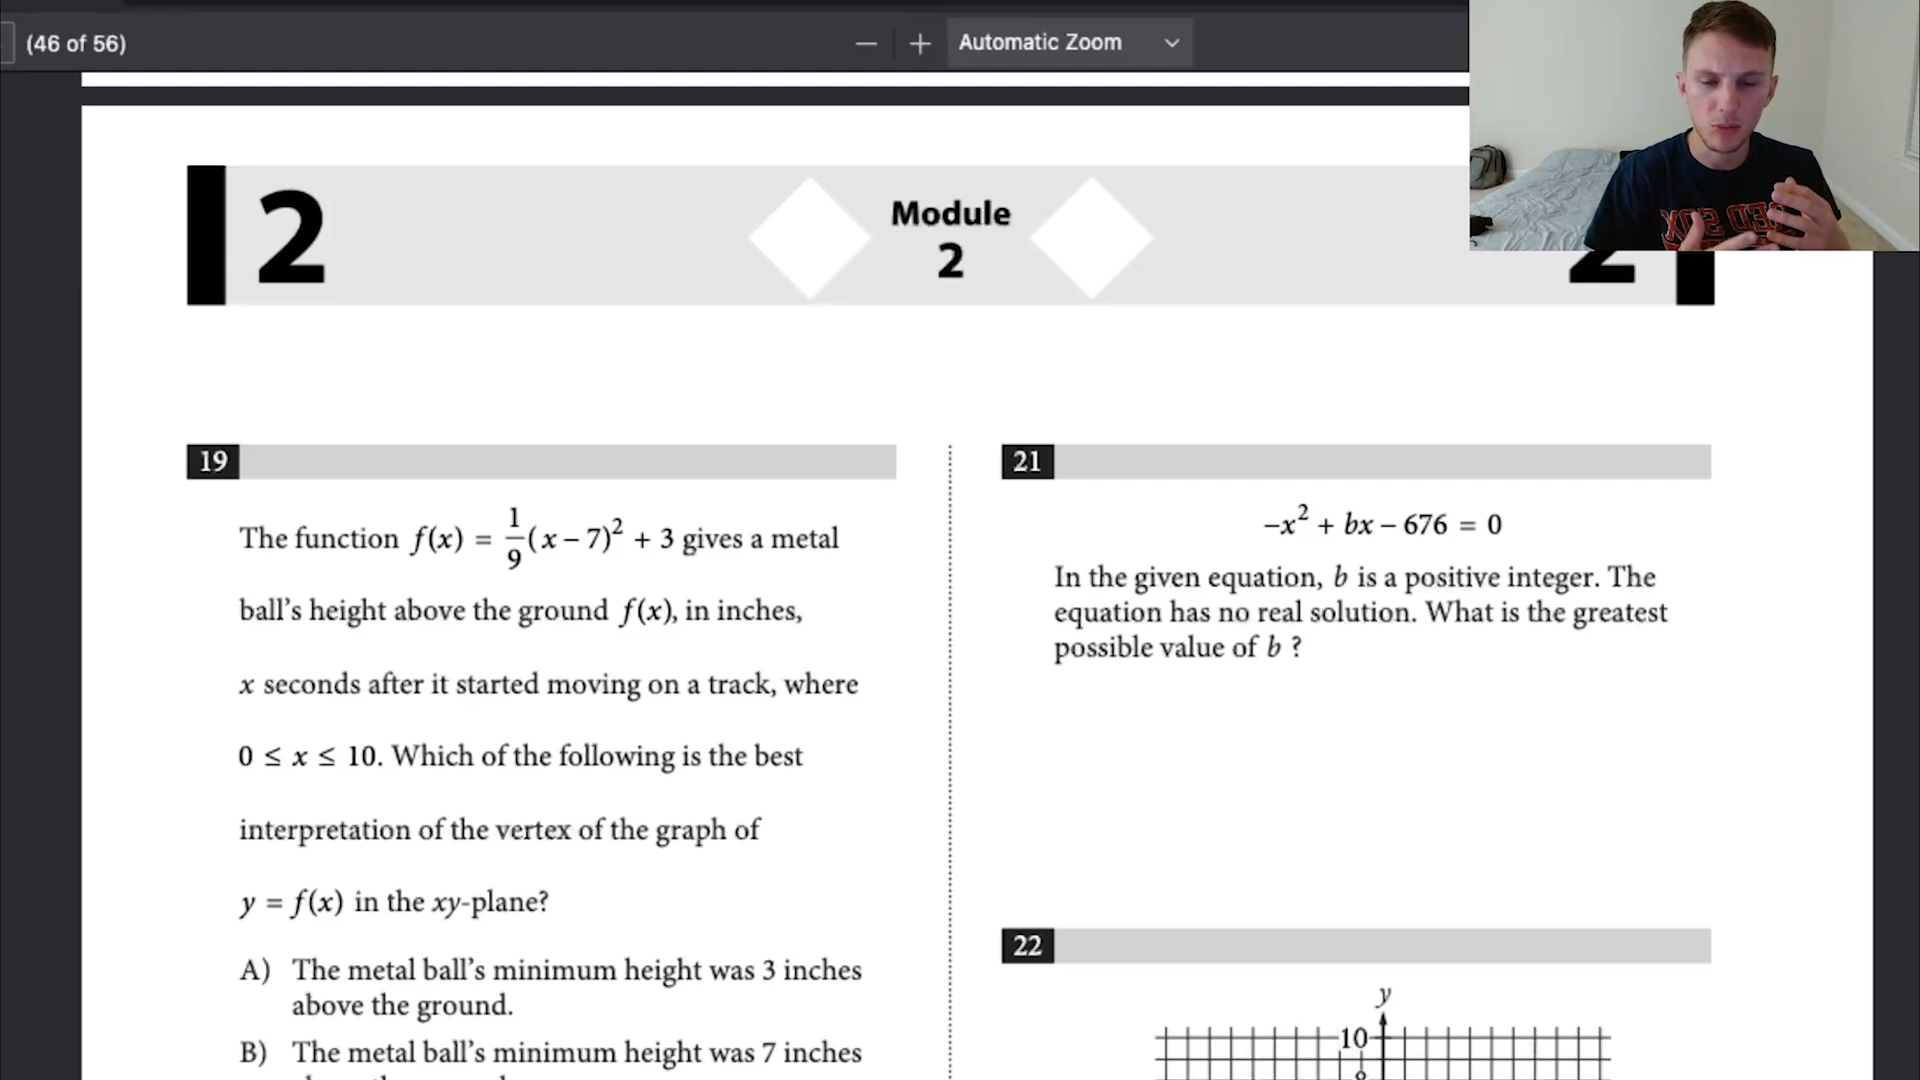 (46 of 56)
Automatic Zoom
2
Module
2
2
19
The function f(x) = 1/9(x − 7)² + 3 gives a metal
ball's height above the ground f(x), in inches,
x seconds after it started moving on a track, where
0 ≤ x ≤ 10. Which of the following is the best
interpretation of the vertex of the graph of
y = f(x) in the xy-plane?
A) The metal ball's minimum height was 3 inches
above the ground.
B) The metal ball's minimum height was 7 inches
21
−x² + bx − 676 = 0
In the given equation, b is a positive integer. The
equation has no real solution. What is the greatest
possible value of b ?
22
y
10
8
RED SOX